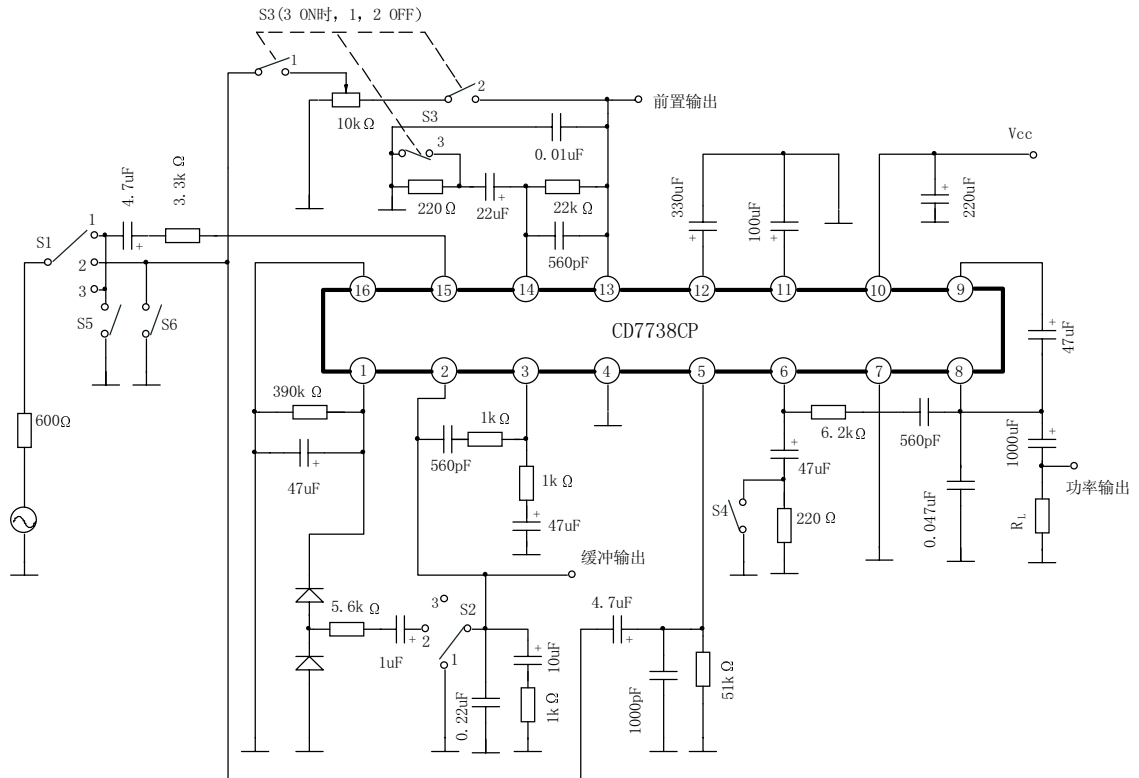 S3(3 ON时，1，2 OFF)
1
2
前置输出
10kΩ
S3
3
0.01uF
Vcc
4.7uF
3.3kΩ
220Ω
22uF
+
22kΩ
560pF
330uF
+
100uF
+
+
220uF
S1
1
2
3
+
S5
S6
16
15
14
13
12
11
10
9
CD7738CP
+
47uF
1
2
3
4
5
6
7
8
390kΩ
+
47uF
1kΩ
560pF
1kΩ
+
47uF
6.2kΩ
560pF
+
47uF
+
1000uF
功率输出
600Ω
S4
220Ω
0.047uF
RL
缓冲输出
5.6kΩ
+
1uF
3
2
1
S2
+
10uF
1kΩ
0.22uF
4.7uF
+
1000pF
51kΩ